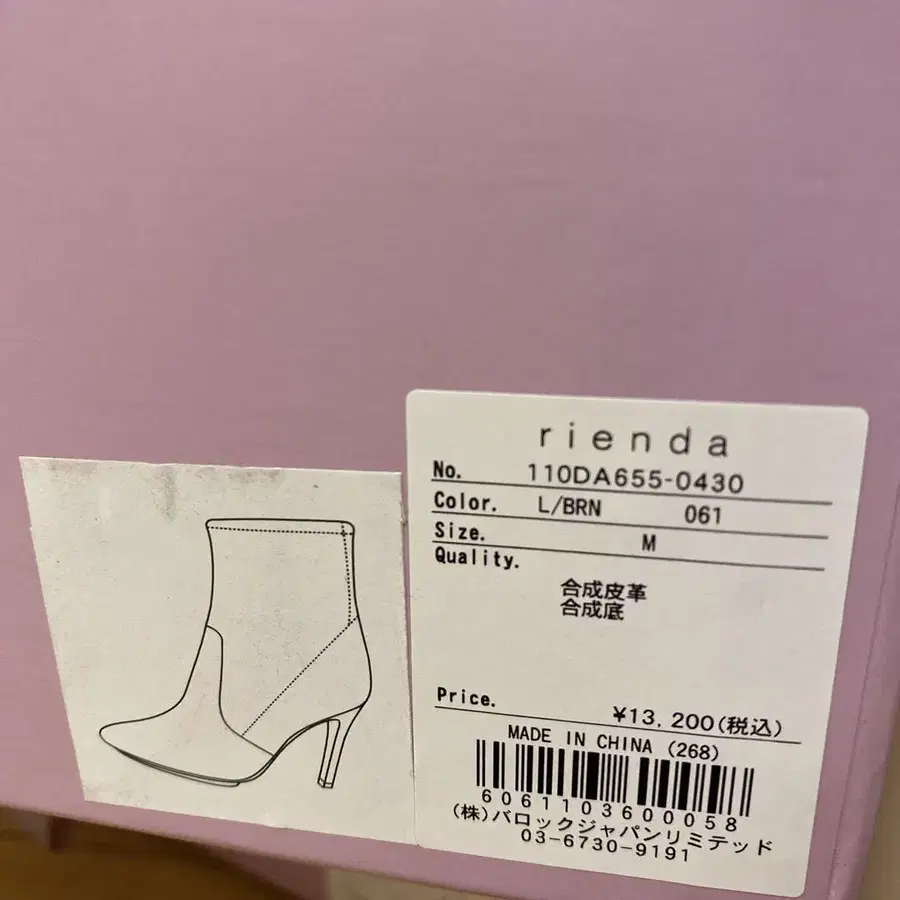 rienda
No. 110DA655-0430
Color. L/BRN 061
Size. M
Quality.
合成皮革
合成底
Price.
¥13,200(税込)
MADE IN CHINA (268)
6061103600058
(株)バロックジャパンリミテッド
03-6730-9191